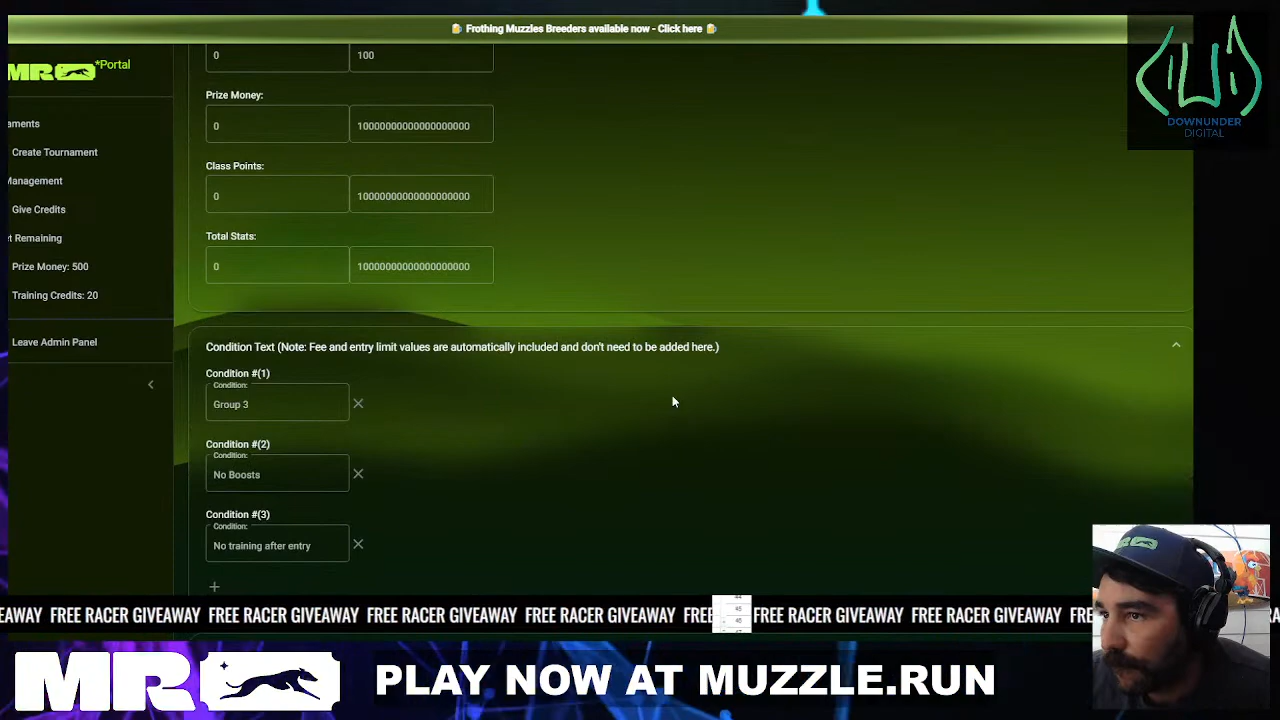 🍺 Frothing Muzzles Breeders available now - Click here 🍺
MR *Portal
aments
Create Tournament
Management
Give Credits
t Remaining
Prize Money: 500
Training Credits: 20
Leave Admin Panel
0 100
Prize Money:
0 10000000000000000000
Class Points:
0 10000000000000000000
Total Stats:
0 10000000000000000000
Condition Text (Note: Fee and entry limit values are automatically included and don't need to be added here.)
Condition #(1)
Condition:
Group 3
Condition #(2)
Condition:
No Boosts
Condition #(3)
Condition:
No training after entry
DOWNUNDER
DIGITAL
EAWAY FREE RACER GIVEAWAY FREE RACER GIVEAWAY FREE RACER GIVEAWAY FREE RACER GIVEAWAY FREE FREE RACER GIVEAWAY FREE RACER GIVEAWAY FRE
MR PLAY NOW AT MUZZLE.RUN